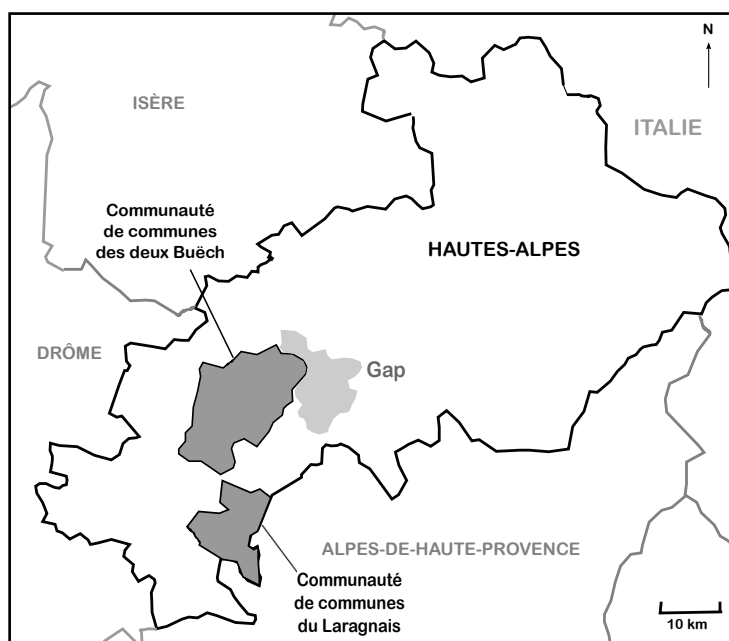 N
ISÈRE
ITALIE
Communauté
de communes
des deux Buëch
HAUTES-ALPES
DRÔME
Gap
ALPES-DE-HAUTE-PROVENCE
Communauté
de communes
du Laragnais
10 km